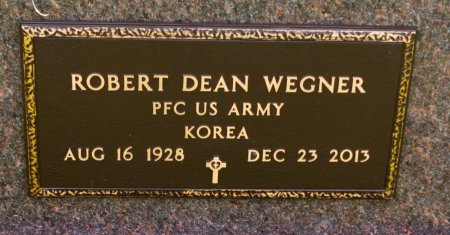 ROBERT DEAN WEGNER
PFC US ARMY
KOREA
AUG 16 1928 DEC 23 2013